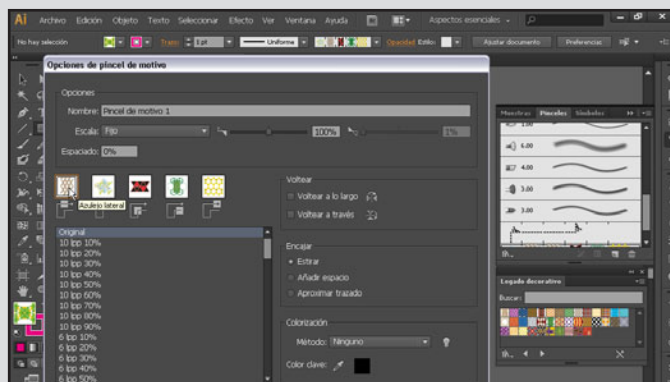 Ai Archivo Edición Objeto Texto Seleccionar Efecto Ver Ventana Ayuda Br Aspectos esenciales
No hay selección Trazo: 1 pt Uniforme Opacidad Estilo: Ajustar documento Preferencias
Opciones de pincel de motivo
Opciones
Nombre: Pincel de motivo 1
Escala: Fijo 100% 1%
Espaciado: 0%
Azulejo lateral
Original
10 lpp 10%
10 lpp 20%
10 lpp 30%
10 lpp 40%
10 lpp 50%
10 lpp 60%
10 lpp 70%
10 lpp 80%
10 lpp 90%
6 lpp 10%
6 lpp 20%
6 lpp 30%
6 lpp 40%
6 lpp 50%
Voltear
Voltear a lo largo
Voltear a través
Encajar
Estirar
Añadir espacio
Aproximar trazado
Colorización
Método: Ninguno
Color clave:
Muestras Pinceles Símbolos
1.00
6.00
4.00
3.00
3.00
Legado decorativo
Buscar: